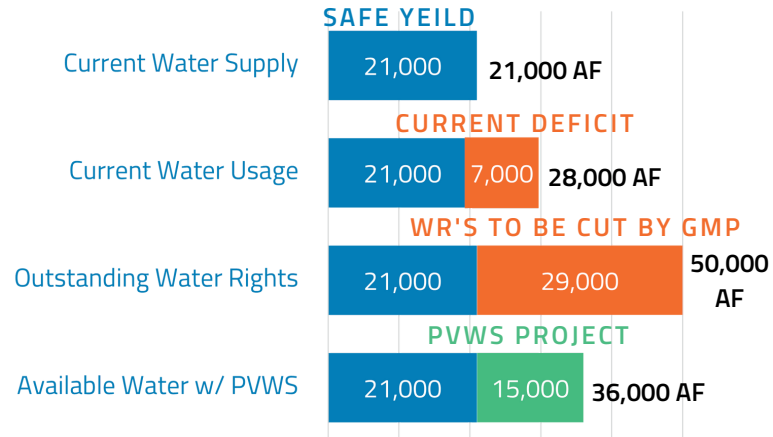 SAFE YEILD
Current Water Supply
21,000
21,000 AF
CURRENT DEFICIT
Current Water Usage
21,000
7,000
28,000 AF
WR'S TO BE CUT BY GMP
Outstanding Water Rights
21,000
29,000
50,000
AF
PVWS PROJECT
Available Water w/ PVWS
21,000
15,000
36,000 AF